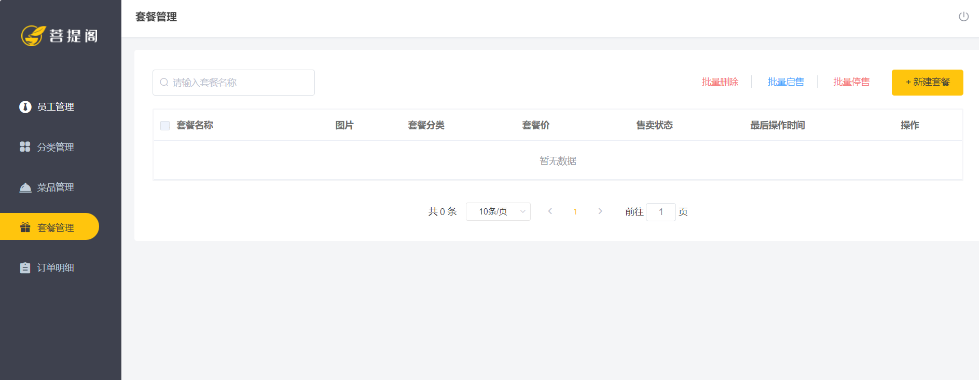 菩提阁
员工管理
分类管理
菜品管理
套餐管理
订单明细
套餐管理
请输入套餐名称
批量删除 批量启售 批量停售 + 新建套餐
套餐名称 图片 套餐分类 套餐价 售卖状态 最后操作时间 操作
暂无数据
共 0 条 10条/页 1 前往 1 页